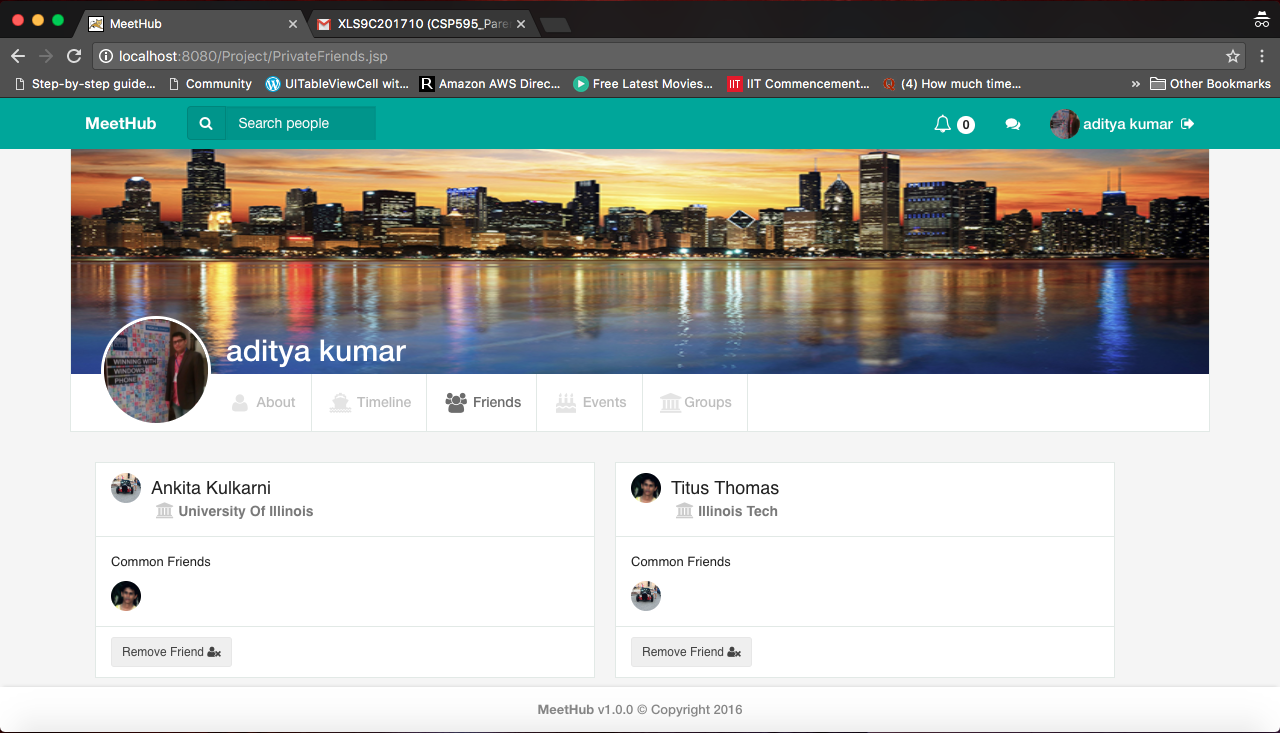 MeetHub
XLS9C201710 (CSP595_Pare
localhost:8080/Project/PrivateFriends.jsp
Step-by-step guide... Community UITableViewCell wit... R Amazon AWS Direc... Free Latest Movies... IIT IIT Commencement... (4) How much time... » Other Bookmarks
MeetHub Search people 0 aditya kumar
WINNING WITH
WINDOWS
PHONE
aditya kumar
About Timeline Friends Events Groups
Ankita Kulkarni
University Of Illinois
Common Friends
Remove Friend
Titus Thomas
Illinois Tech
Common Friends
Remove Friend
MeetHub v1.0.0 © Copyright 2016